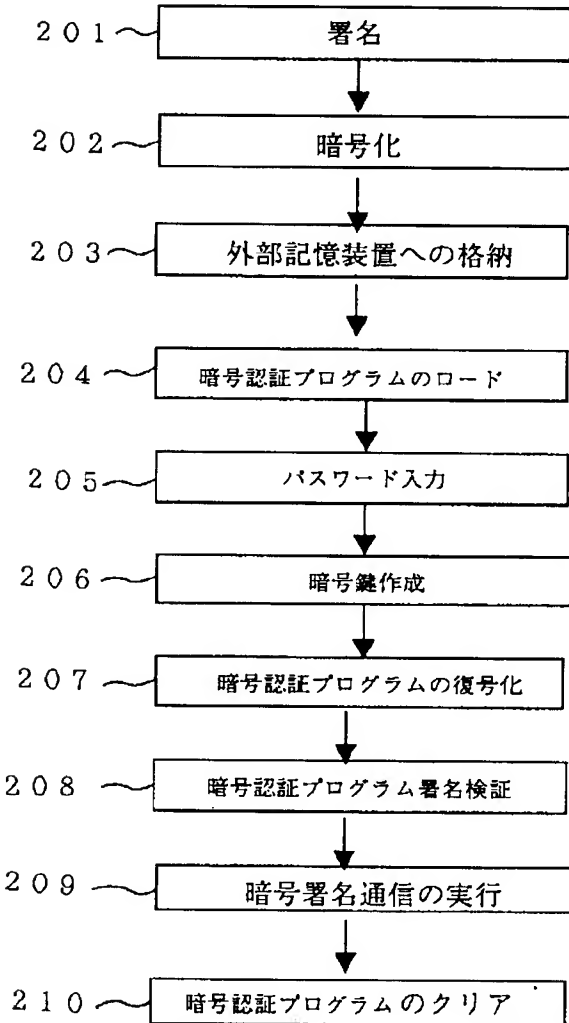 201 署名
202 暗号化
203 外部記憶装置への格納
204 暗号認証プログラムのロード
205 パスワード入力
206 暗号鍵作成
207 暗号認証プログラムの復号化
208 暗号認証プログラム署名検証
209 暗号署名通信の実行
210 暗号認証プログラムのクリア